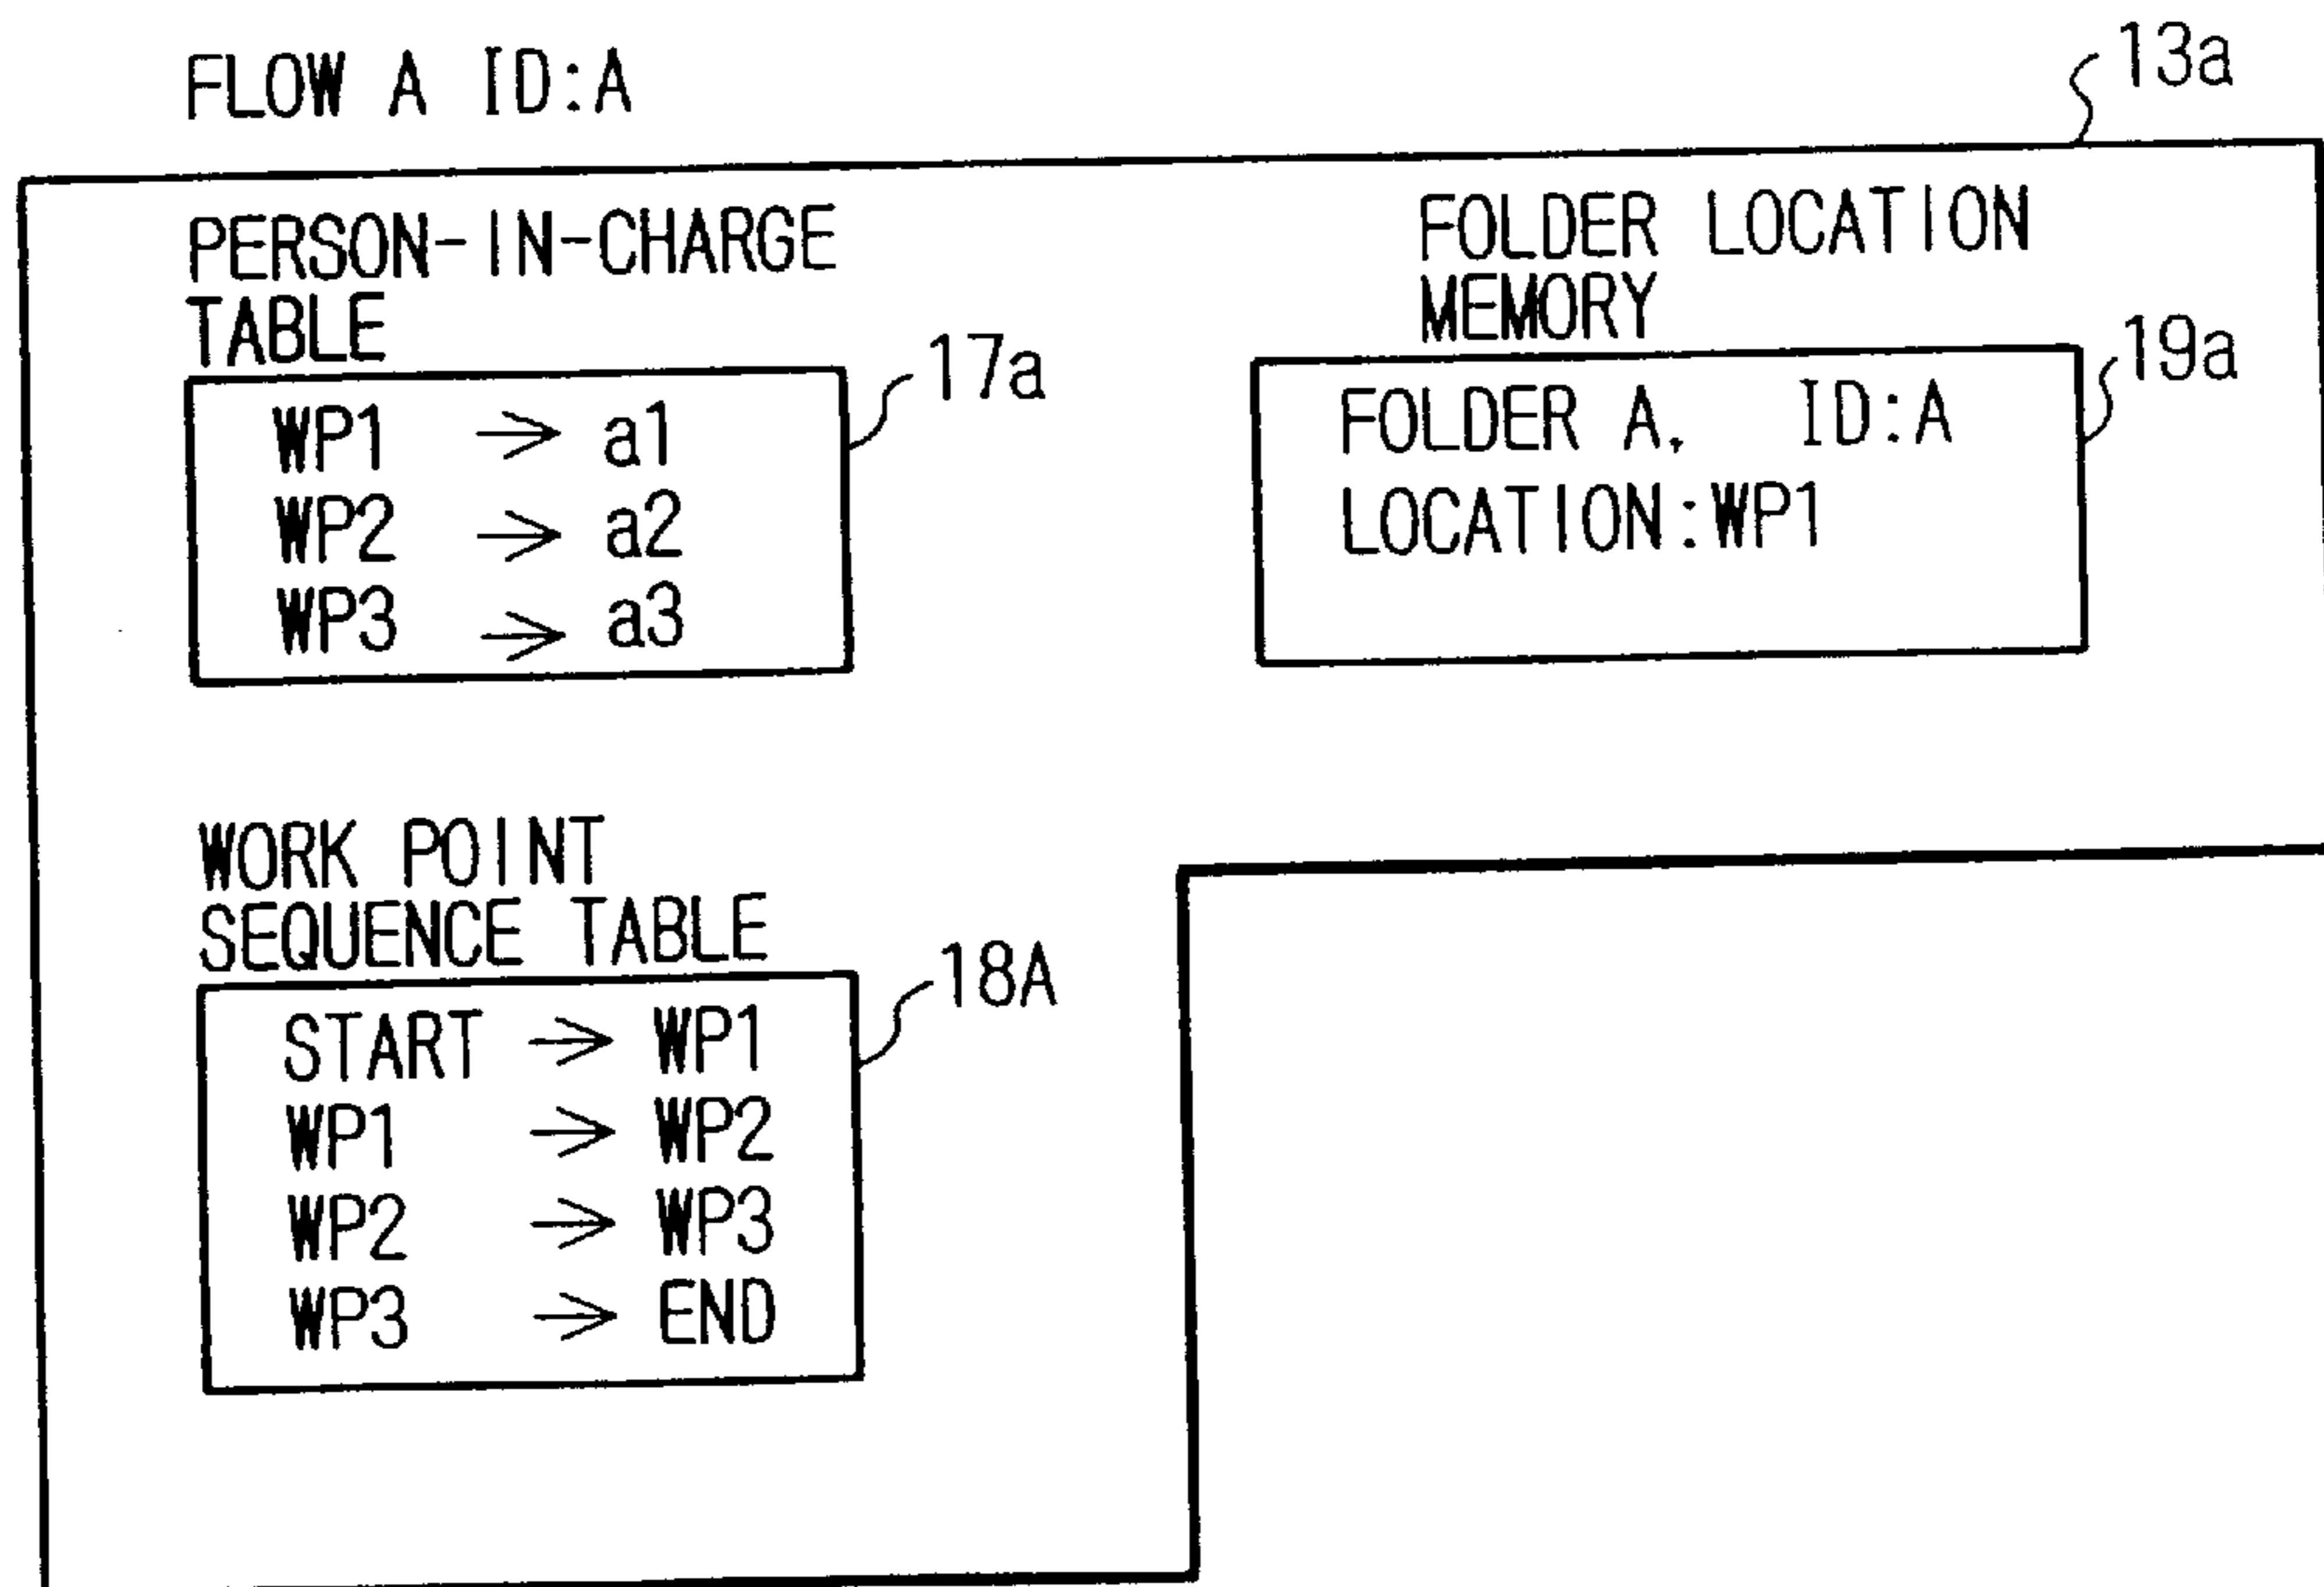 FLOW A ID:A
13a
PERSON-IN-CHARGE
TABLE
17a
WP1 → a1
WP2 → a2
WP3 → a3
FOLDER LOCATION
MEMORY
19a
FOLDER A, ID:A
LOCATION:WP1
WORK POINT
SEQUENCE TABLE
18A
START → WP1
WP1 → WP2
WP2 → WP3
WP3 → END